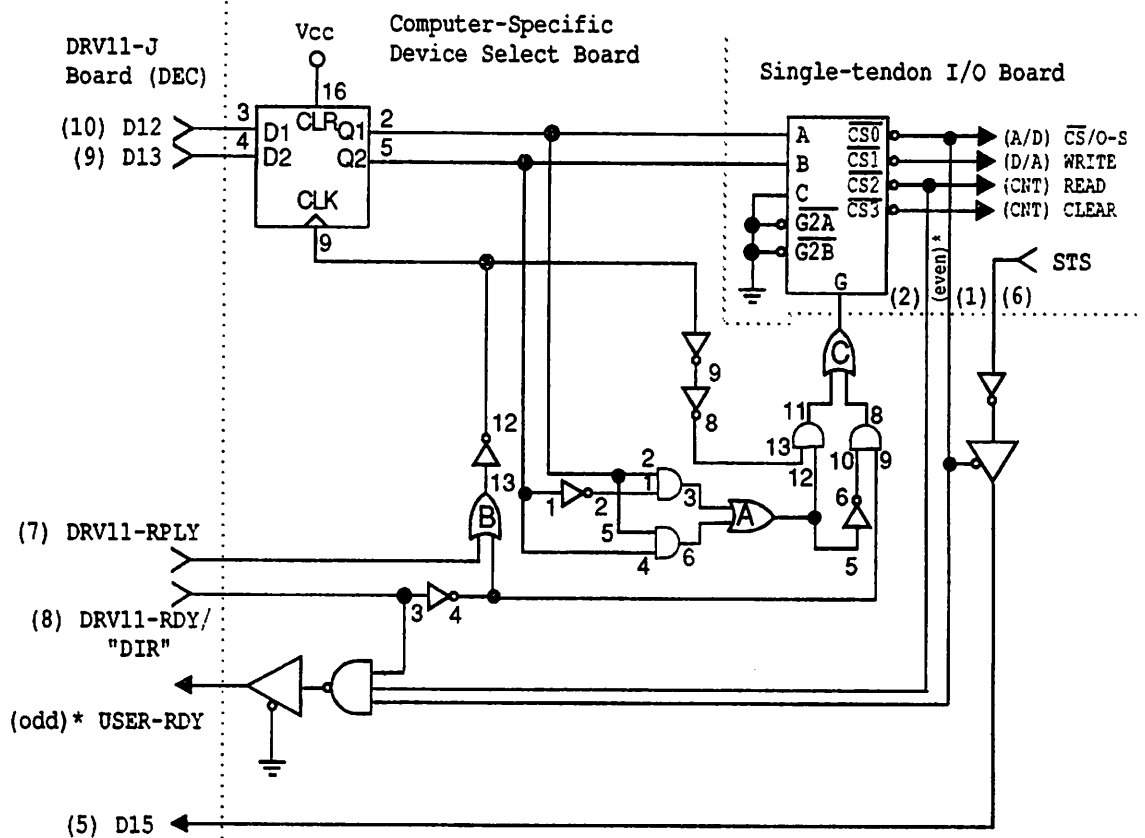 Computer-Specific
Device Select Board
DRV11-J
Board (DEC)
Vcc
Single-tendon I/O Board
16
3
CLR
2
(10) D12
D1
Q1
A
CS0
(A/D) CS/O-S
4
5
(9) D13
D2
Q2
B
CS1
(D/A) WRITE
C
CS2
(CNT) READ
CLK
CS3
(CNT) CLEAR
G2A
9
G2B
STS
G
(2)
(even)*
(1)
(6)
C
9
8
11
8
12
13
10
9
12
13
2
1
3
1
2
6
B
A
5
4
6
5
(7) DRV11-RPLY
3
4
(8) DRV11-RDY/
"DIR"
(odd)* USER-RDY
(5) D15